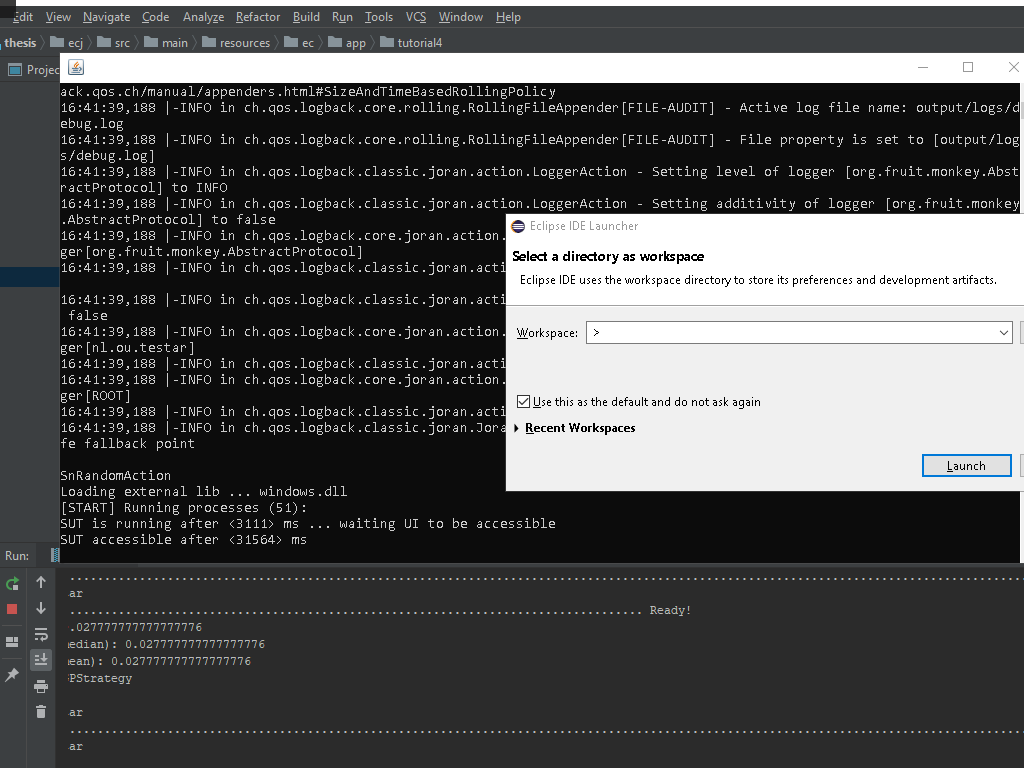 Edit View Navigate Code Analyze Refactor Build Run Tools VCS Window Help
thesis ecj src main resources ec app tutorial4
Projec
ack.qos.ch/manual/appenders.html#SizeAndTimeBasedRollingPolicy
16:41:39,188 |-INFO in ch.qos.logback.core.rolling.RollingFileAppender[FILE-AUDIT] - Active log file name: output/logs/d
ebug.log
16:41:39,188 |-INFO in ch.qos.logback.core.rolling.RollingFileAppender[FILE-AUDIT] - File property is set to [output/log
s/debug.log]
16:41:39,188 |-INFO in ch.qos.logback.classic.joran.action.LoggerAction - Setting level of logger [org.fruit.monkey.Abst
ractProtocol] to INFO
16:41:39,188 |-INFO in ch.qos.logback.classic.joran.action.LoggerAction - Setting additivity of logger [org.fruit.monkey
.AbstractProtocol] to false
16:41:39,188 |-INFO in ch.qos.logback.core.joran.action.
ger[org.fruit.monkey.AbstractProtocol]
16:41:39,188 |-INFO in ch.qos.logback.classic.joran.acti
16:41:39,188 |-INFO in ch.qos.logback.classic.joran.acti
false
16:41:39,188 |-INFO in ch.qos.logback.core.joran.action.
ger[nl.ou.testar]
16:41:39,188 |-INFO in ch.qos.logback.classic.joran.acti
16:41:39,188 |-INFO in ch.qos.logback.core.joran.action.
ger[ROOT]
16:41:39,188 |-INFO in ch.qos.logback.classic.joran.acti
16:41:39,188 |-INFO in ch.qos.logback.classic.joran.Jora
fe fallback point
SnRandomAction
Loading external lib ... windows.dll
[START] Running processes (51):
SUT is running after <3111> ms ... waiting UI to be accessible
SUT accessible after <31564> ms
Eclipse IDE Launcher
Select a directory as workspace
Eclipse IDE uses the workspace directory to store its preferences and development artifacts.
Workspace: >
Use this as the default and do not ask again
Recent Workspaces
Launch
Run:
ar
Ready!
.027777777777777776
edian): 0.027777777777777776
ean): 0.027777777777777776
PStrategy
ar
ar